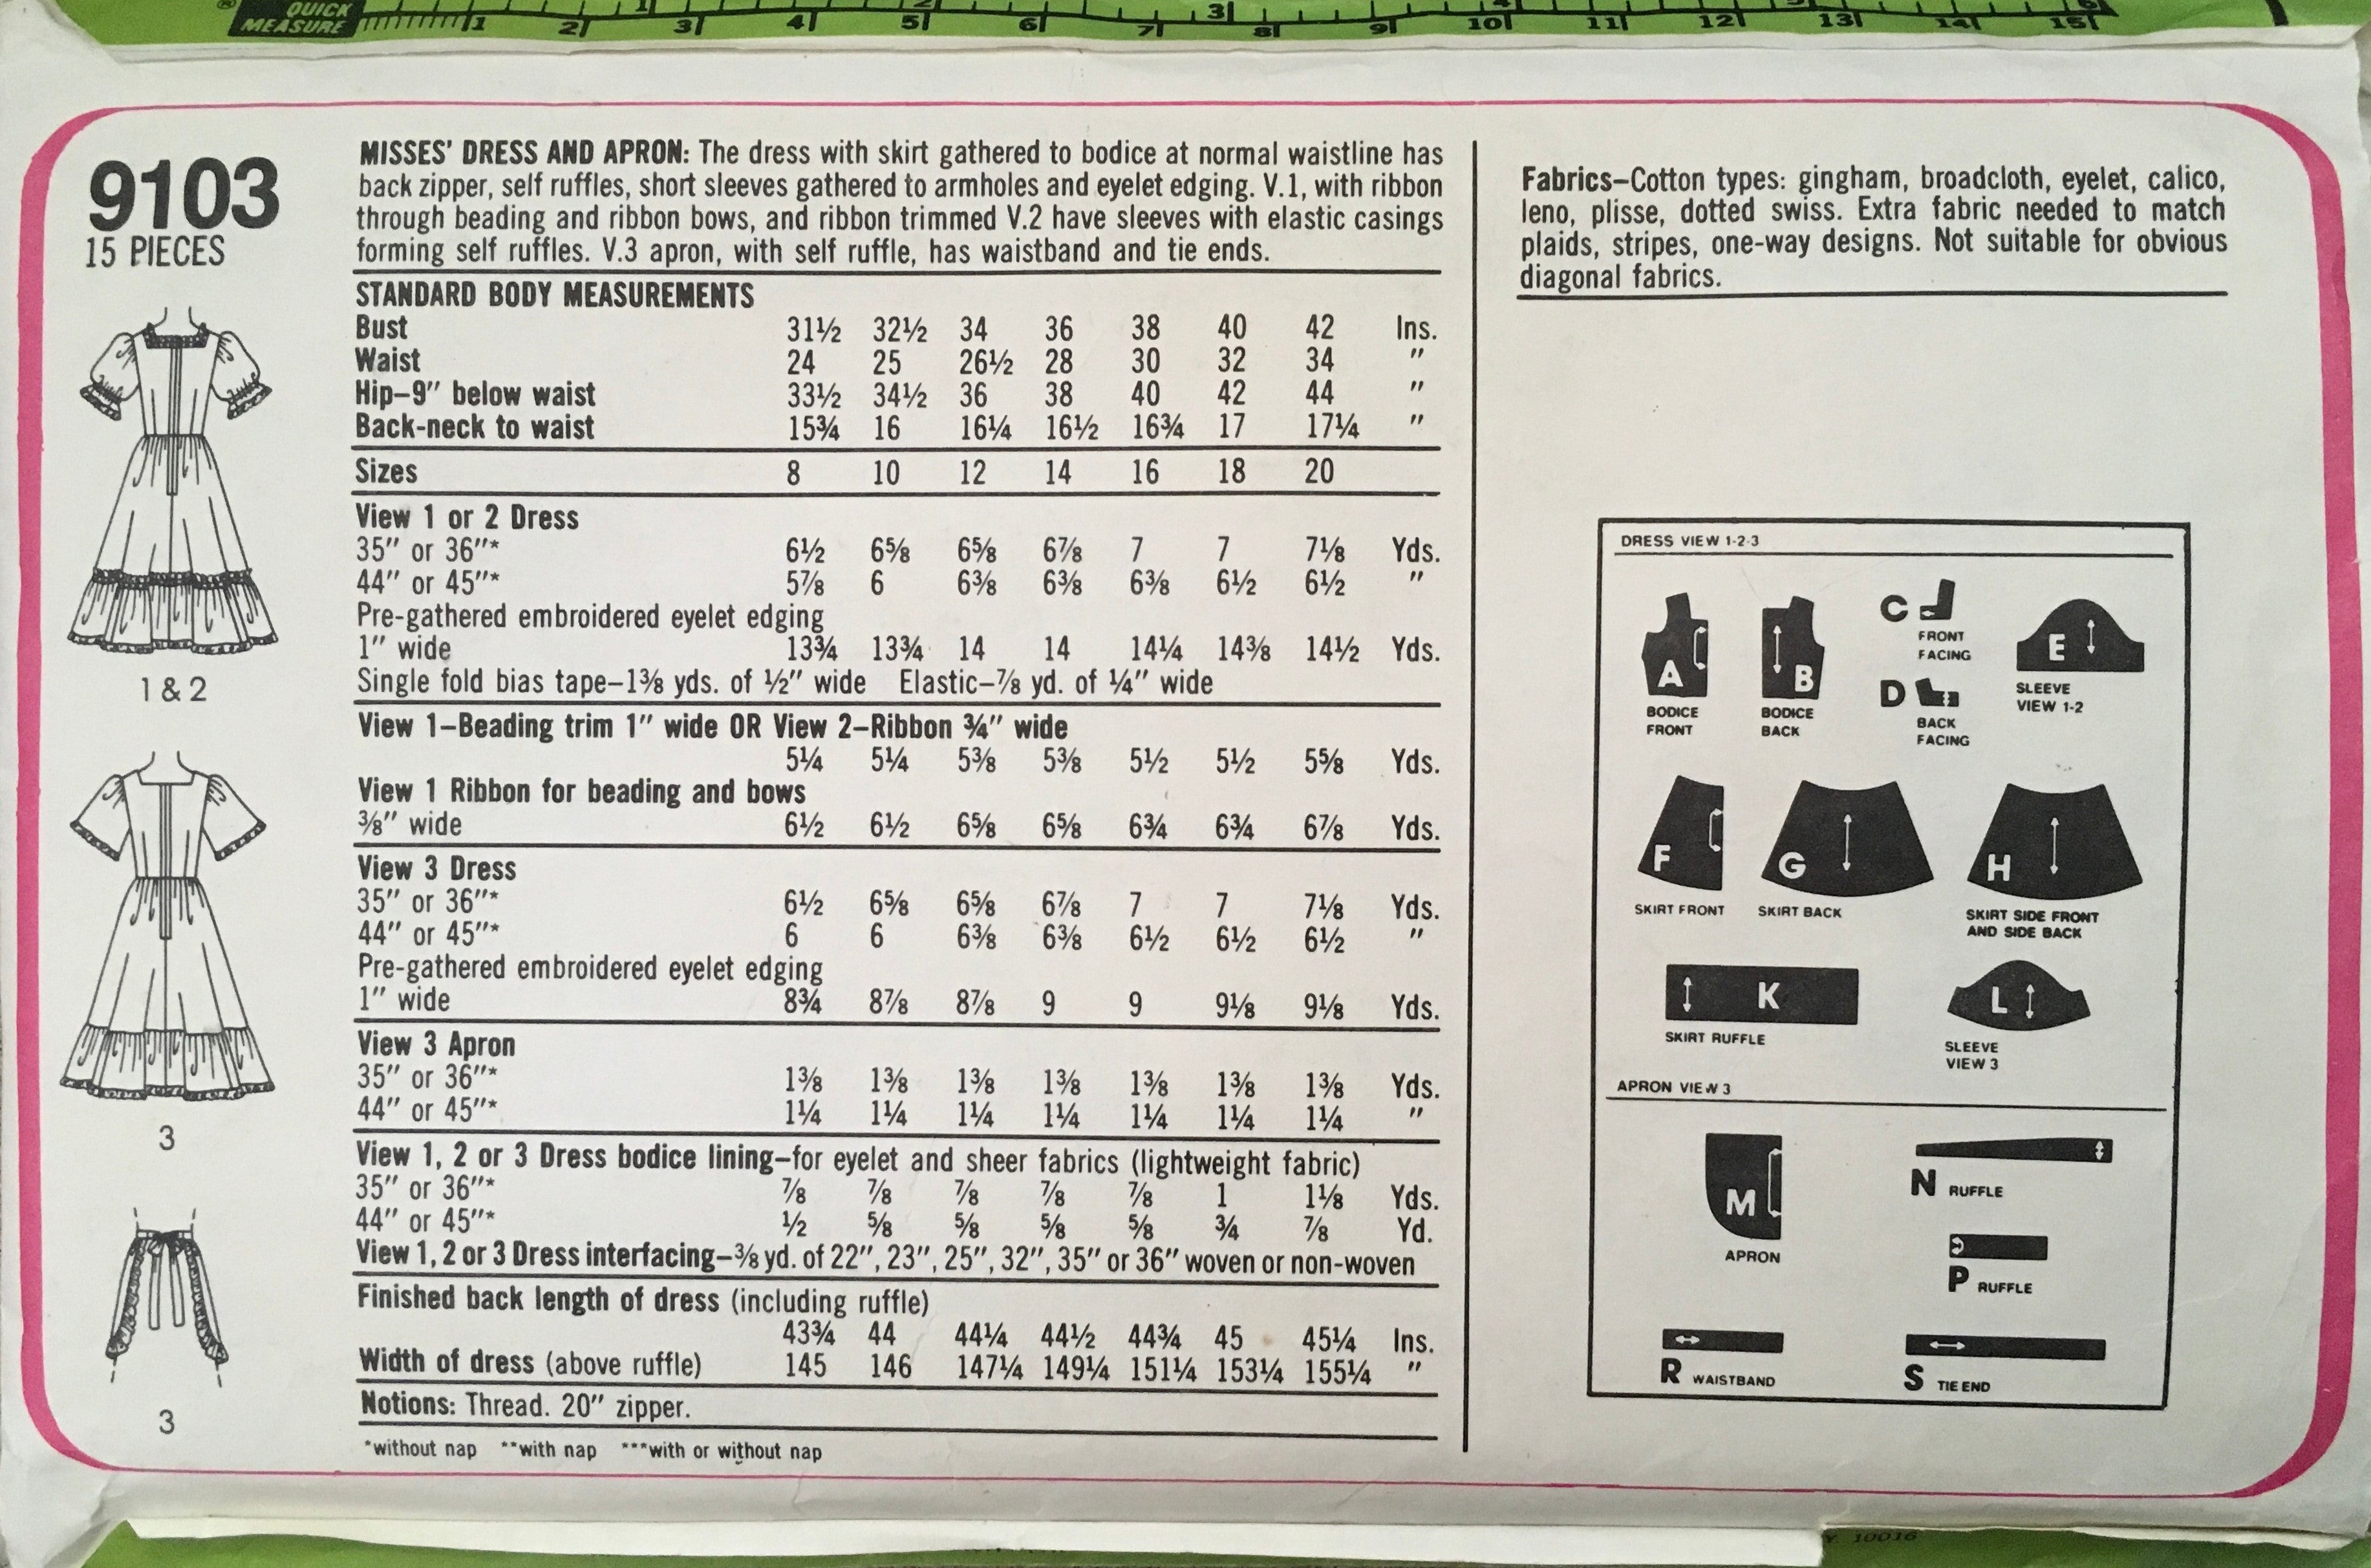 QUICK
MEASURE
1 2 3 4 5 6 7 8 9 10 11 12 13 14 15
9103
15 PIECES
MISSES' DRESS AND APRON: The dress with skirt gathered to bodice at normal waistline has
back zipper, self ruffles, short sleeves gathered to armholes and eyelet edging. V.1, with ribbon
through beading and ribbon bows, and ribbon trimmed V.2 have sleeves with elastic casings
forming self ruffles. V.3 apron, with self ruffle, has waistband and tie ends.
STANDARD BODY MEASUREMENTS
Bust 31½ 32½ 34 36 38 40 42 Ins.
Waist 24 25 26½ 28 30 32 34 "
Hip–9" below waist 33½ 34½ 36 38 40 42 44 "
Back-neck to waist 15¾ 16 16¼ 16½ 16¾ 17 17¼ "
Sizes 8 10 12 14 16 18 20
View 1 or 2 Dress
35" or 36"* 6½ 6⅝ 6⅝ 6⅞ 7 7 7⅛ Yds.
44" or 45"* 5⅞ 6 6⅜ 6⅜ 6⅜ 6½ 6½ "
Pre-gathered embroidered eyelet edging
1" wide 13¾ 13¾ 14 14 14¼ 14⅜ 14½ Yds.
Single fold bias tape–1⅜ yds. of ½" wide Elastic–⅞ yd. of ¼" wide
View 1–Beading trim 1" wide OR View 2–Ribbon ¾" wide
5¼ 5¼ 5⅜ 5⅜ 5½ 5½ 5⅝ Yds.
View 1 Ribbon for beading and bows
⅜" wide 6½ 6½ 6⅝ 6⅝ 6¾ 6¾ 6⅞ Yds.
View 3 Dress
35" or 36"* 6½ 6⅝ 6⅝ 6⅞ 7 7 7⅛ Yds.
44" or 45"* 6 6 6⅜ 6⅜ 6½ 6½ 6½ "
Pre-gathered embroidered eyelet edging
1" wide 8¾ 8⅞ 8⅞ 9 9 9⅛ 9⅛ Yds.
View 3 Apron
35" or 36"* 1⅜ 1⅜ 1⅜ 1⅜ 1⅜ 1⅜ 1⅜ Yds.
44" or 45"* 1¼ 1¼ 1¼ 1¼ 1¼ 1¼ 1¼ "
View 1, 2 or 3 Dress bodice lining–for eyelet and sheer fabrics (lightweight fabric)
35" or 36"* ⅞ ⅞ ⅞ ⅞ ⅞ 1 1⅛ Yds.
44" or 45"* ½ ⅝ ⅝ ⅝ ⅝ ¾ ⅞ Yd.
View 1, 2 or 3 Dress interfacing–⅜ yd. of 22", 23", 25", 32", 35" or 36" woven or non-woven
Finished back length of dress (including ruffle)
43¾ 44 44¼ 44½ 44¾ 45 45¼ Ins.
Width of dress (above ruffle) 145 146 147¼ 149¼ 151¼ 153¼ 155¼ "
Notions: Thread. 20" zipper.
*without nap **with nap ***with or without nap
1 & 2
3
3
Fabrics–Cotton types: gingham, broadcloth, eyelet, calico,
leno, plisse, dotted swiss. Extra fabric needed to match
plaids, stripes, one-way designs. Not suitable for obvious
diagonal fabrics.
DRESS VIEW 1-2-3
A
BODICE
FRONT
B
BODICE
BACK
C
FRONT
FACING
D
BACK
FACING
E
SLEEVE
VIEW 1-2
F
SKIRT FRONT
G
SKIRT BACK
H
SKIRT SIDE FRONT
AND SIDE BACK
K
SKIRT RUFFLE
L
SLEEVE
VIEW 3
APRON VIEW 3
M
APRON
N RUFFLE
P RUFFLE
R WAISTBAND
S TIE END
Y. 10016